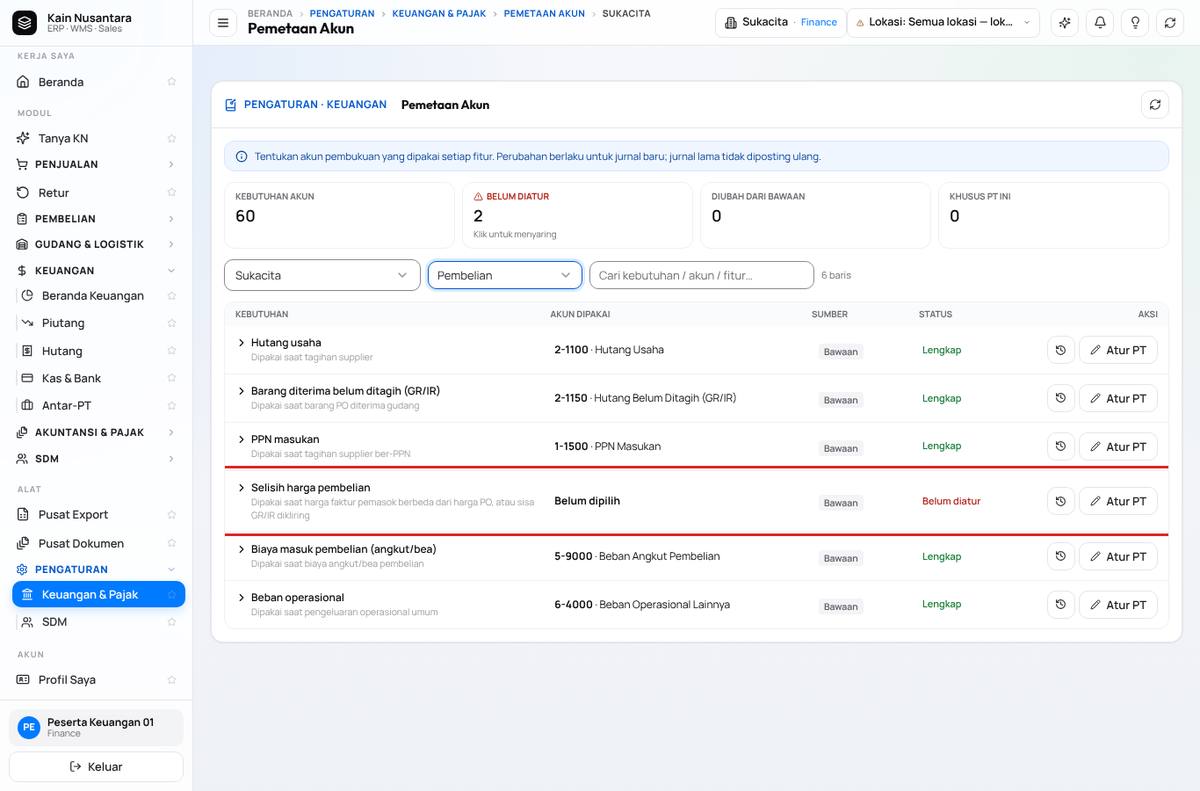 Kain Nusantara
ERP · WMS · Sales
KERJA SAYA
Beranda
MODUL
Tanya KN
PENJUALAN
Retur
PEMBELIAN
GUDANG & LOGISTIK
KEUANGAN
Beranda Keuangan
Piutang
Hutang
Kas & Bank
Antar-PT
AKUNTANSI & PAJAK
SDM
ALAT
Pusat Export
Pusat Dokumen
PENGATURAN
Keuangan & Pajak
SDM
AKUN
Profil Saya
PE
Peserta Keuangan 01
Finance
Keluar
BERANDA › PENGATURAN › KEUANGAN & PAJAK › PEMETAAN AKUN › SUKACITA
Pemetaan Akun
Sukacita · Finance
Lokasi: Semua lokasi — lok...
PENGATURAN · KEUANGAN Pemetaan Akun
Tentukan akun pembukuan yang dipakai setiap fitur. Perubahan berlaku untuk jurnal baru; jurnal lama tidak diposting ulang.
KEBUTUHAN AKUN
60
BELUM DIATUR
2
Klik untuk menyaring
DIUBAH DARI BAWAAN
0
KHUSUS PT INI
0
Sukacita
Pembelian
Cari kebutuhan / akun / fitur...
6 baris
KEBUTUHAN AKUN DIPAKAI SUMBER STATUS AKSI
Hutang usaha
Dipakai saat tagihan supplier
2-1100 · Hutang Usaha
Bawaan
Lengkap
Atur PT
Barang diterima belum ditagih (GR/IR)
Dipakai saat barang PO diterima gudang
2-1150 · Hutang Belum Ditagih (GR/IR)
Bawaan
Lengkap
Atur PT
PPN masukan
Dipakai saat tagihan supplier ber-PPN
1-1500 · PPN Masukan
Bawaan
Lengkap
Atur PT
Selisih harga pembelian
Dipakai saat harga faktur pemasok berbeda dari harga PO, atau sisa
GR/IR dikliring
Belum dipilih
Bawaan
Belum diatur
Atur PT
Biaya masuk pembelian (angkut/bea)
Dipakai saat biaya angkut/bea pembelian
5-9000 · Beban Angkut Pembelian
Bawaan
Lengkap
Atur PT
Beban operasional
Dipakai saat pengeluaran operasional umum
6-4000 · Beban Operasional Lainnya
Bawaan
Lengkap
Atur PT